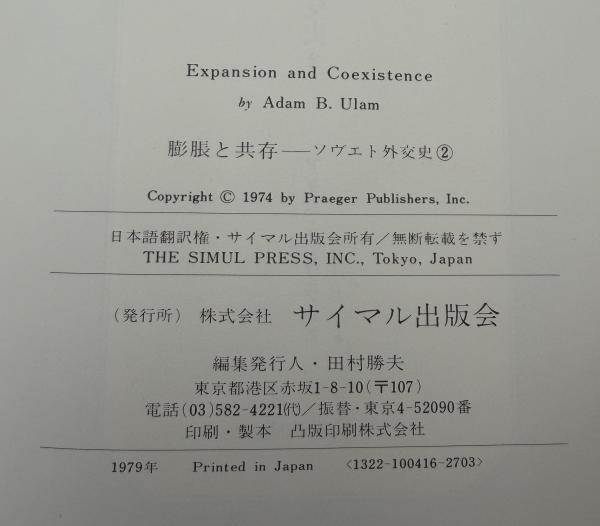 Expansion and Coexistence
by Adam B. Ulam
膨脹と共存――ソヴエト外交史②
Copyright © 1974 by Praeger Publishers, Inc.
日本語翻訳権・サイマル出版会所有/無断転載を禁ず
THE SIMUL PRESS, INC., Tokyo, Japan
(発行所) 株式会社 サイマル出版会
編集発行人・田村勝夫
東京都港区赤坂1-8-10(〒107)
電話(03)582-4221㈹/振替・東京4-52090番
印刷・製本 凸版印刷株式会社
1979年 Printed in Japan <1322-100416-2703>